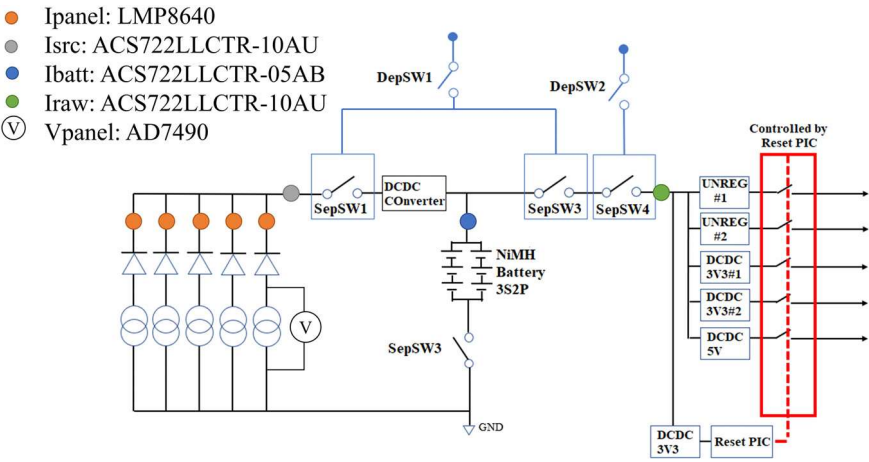 Ipanel: LMP8640
Isrc: ACS722LLCTR-10AU
Ibatt: ACS722LLCTR-05AB
Iraw: ACS722LLCTR-10AU
V Vpanel: AD7490
DepSW1
DepSW2
Controlled by
Reset PIC
SepSW1
DCDC
COnverter
SepSW3
SepSW4
UNREG
#1
UNREG
#2
DCDC
3V3#1
DCDC
3V3#2
DCDC
5V
NiMH
Battery
3S2P
V
SepSW3
GND
DCDC
3V3
Reset PIC